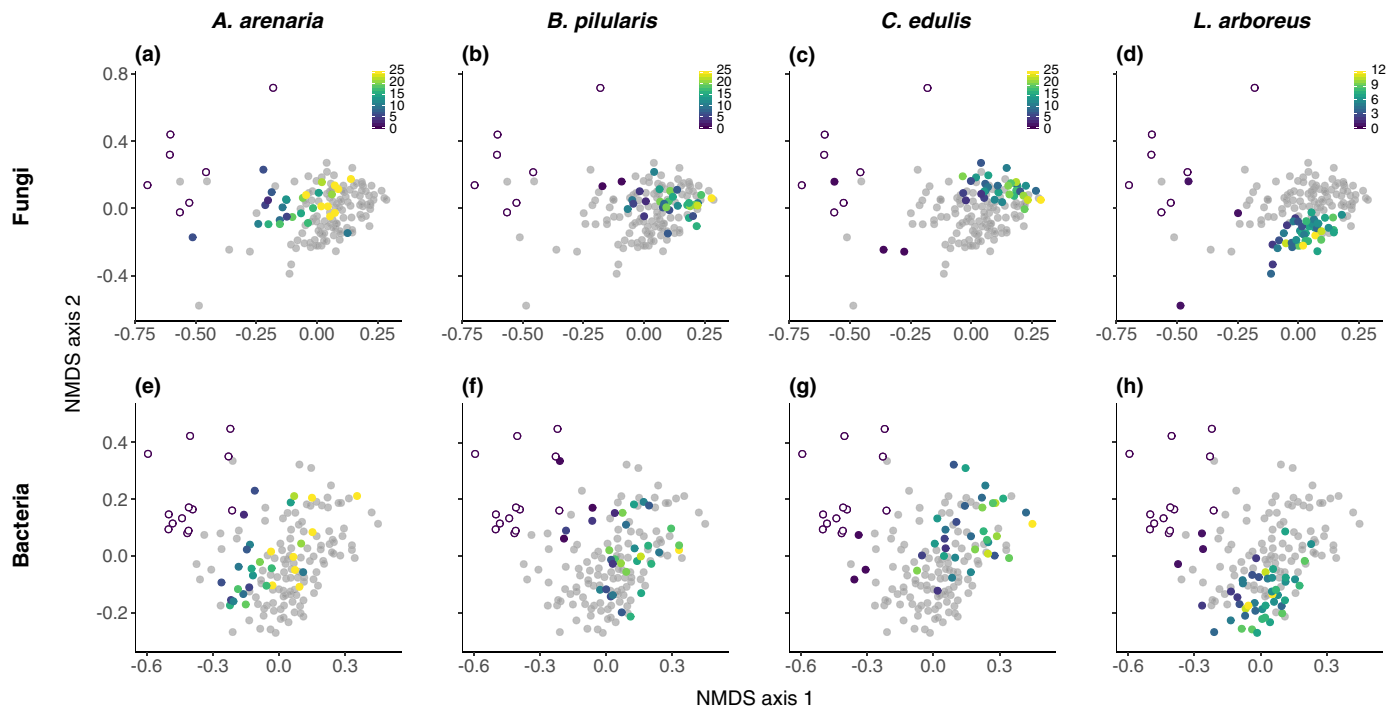 A. arenaria B. pilularis C. edulis L. arboreus
(a) (b) (c) (d)
25 20 15 10 5 0
25 20 15 10 5 0
25 20 15 10 5 0
12 9 6 3 0
Fungi
0.8
0.4
0.0
-0.4
-0.75 -0.50 -0.25 0.00 0.25
-0.75 -0.50 -0.25 0.00 0.25
-0.75 -0.50 -0.25 0.00 0.25
-0.75 -0.50 -0.25 0.00 0.25
NMDS axis 2
(e) (f) (g) (h)
Bacteria
0.4
0.2
0.0
-0.2
-0.6 -0.3 0.0 0.3
-0.6 -0.3 0.0 0.3
-0.6 -0.3 0.0 0.3
-0.6 -0.3 0.0 0.3
NMDS axis 1